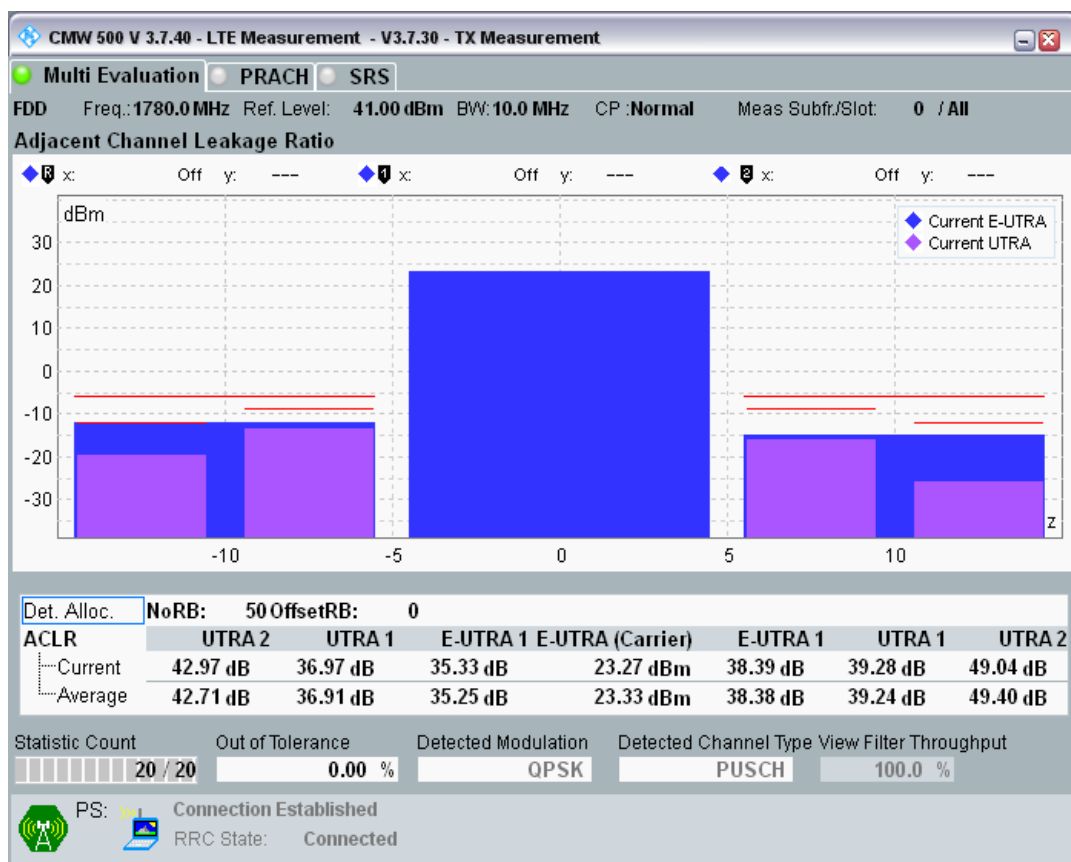 CMW 500 V 3.7.40 - LTE Measurement - V3.7.30 - TX Measurement
Multi Evaluation PRACH SRS
FDD Freq.: 1780.0 MHz Ref. Level: 41.00 dBm BW: 10.0 MHz CP :Normal Meas Subfr./Slot: 0 / All
Adjacent Channel Leakage Ratio
R x: Off y: --- 1 x: Off y: --- 2 x: Off y: ---
dBm
Current E-UTRA
Current UTRA
30
20
10
0
-10
-20
-30
z
-10 -5 0 5 10
Det. Alloc. NoRB: 50 OffsetRB: 0
ACLR UTRA 2 UTRA 1 E-UTRA 1 E-UTRA (Carrier) E-UTRA 1 UTRA 1 UTRA 2
Current 42.97 dB 36.97 dB 35.33 dB 23.27 dBm 38.39 dB 39.28 dB 49.04 dB
Average 42.71 dB 36.91 dB 35.25 dB 23.33 dBm 38.38 dB 39.24 dB 49.40 dB
Statistic Count Out of Tolerance Detected Modulation Detected Channel Type View Filter Throughput
20 / 20 0.00 % QPSK PUSCH 100.0 %
PS: Connection Established
RRC State: Connected